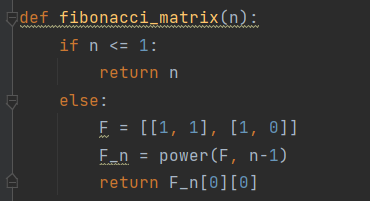 def fibonacci_matrix(n):
    if n <= 1:
        return n
    else:
        F = [[1, 1], [1, 0]]
        F_n = power(F, n-1)
        return F_n[0][0]